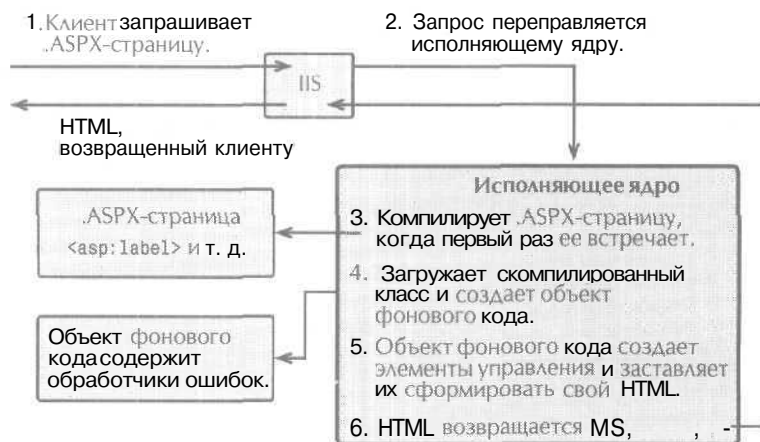 1. Клиент запрашивает
.ASPX-страницу.
2. Запрос переправляется
исполняющему ядру.
IIS
HTML,
возвращенный клиенту
.ASPX-страница
<asp:label> и т. д.
Объект фонового
кода содержит
обработчики ошибок.
Исполняющее ядро
3. Компилирует .ASPX-страницу,
когда первый раз ее встречает.
4. Загружает скомпилированный
класс и создает объект
фонового кода.
5. Объект фонового кода создает
элементы управления и заставляет
их сформировать свой HTML.
6. HTML возвращается MS, , -